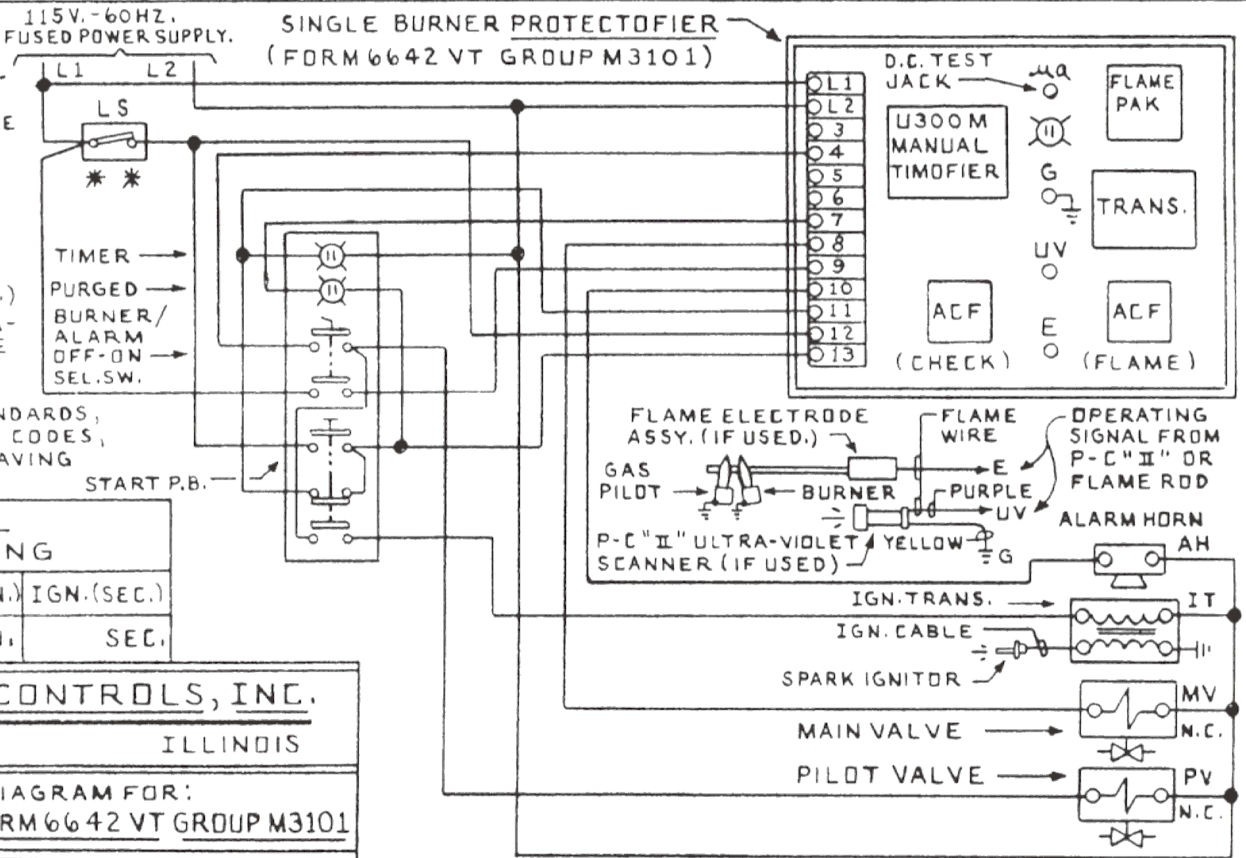 115V.-60HZ.
FUSED POWER SUPPLY.
L1 L2
LS
SINGLE BURNER PROTECTOFIER
(FORM 6642 VT GROUP M3101)
L1
L2
3
4
5
6
7
8
9
10
11
12
13
D.C. TEST
JACK
µa
FLAME
PAK
U300M
MANUAL
TIMOFIER
G
TRANS.
UV
ACF
(CHECK)
E
ACF
(FLAME)
E
TIMER
PURGED
BURNER/
ALARM
OFF-ON
SEL.SW.
START P.B.
.)
A-
E
NDARDS,
CODES,
AVING
FLAME ELECTRODE
ASSY. (IF USED.)
FLAME
WIRE
OPERATING
SIGNAL FROM
P-C "II" OR
FLAME ROD
GAS
PILOT
BURNER
E
PURPLE
UV
P-C "II" ULTRA-VIOLET
SCANNER (IF USED)
YELLOW
G
ALARM HORN
AH
IGN. TRANS.
IT
IGN. CABLE
SPARK IGNITOR
MAIN VALVE
MV
N.C.
PILOT VALVE
PV
N.C.
NG
N.) IGN.(SEC.)
N. SEC.
CONTROLS, INC.
ILLINOIS
IAGRAM FOR:
RM 6642 VT GROUP M3101